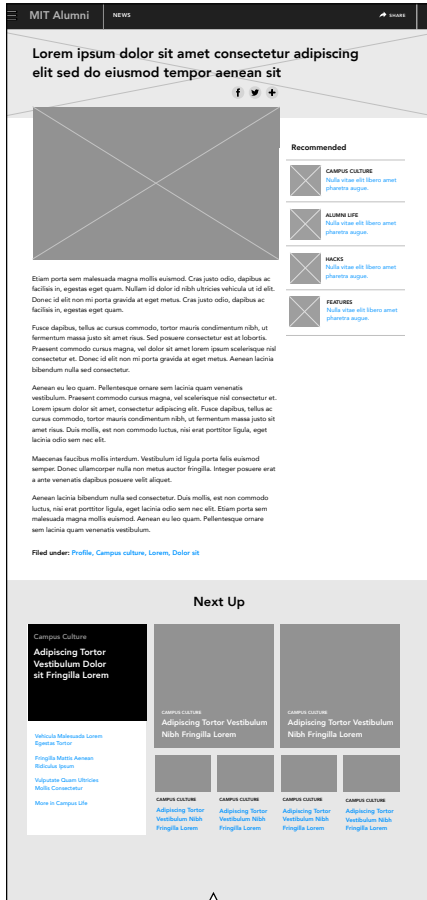 MIT Alumni
NEWS
SHARE
Lorem ipsum dolor sit amet consectetur adipiscing
elit sed do eiusmod tempor aenean sit
Recommended
CAMPUS CULTURE
Nulla vitae elit libero amet
pharetra augue.
ALUMNI LIFE
Nulla vitae elit libero amet
pharetra augue.
HACKS
Nulla vitae elit libero amet
pharetra augue.
FEATURES
Nulla vitae elit libero amet
pharetra augue.
Etiam porta sem malesuada magna mollis euismod. Cras justo odio, dapibus ac
facilisis in, egestas eget quam. Nullam id dolor id nibh ultricies vehicula ut id elit.
Donec id elit non mi porta gravida at eget metus. Cras justo odio, dapibus ac
facilisis in, egestas eget quam.
Fusce dapibus, tellus ac cursus commodo, tortor mauris condimentum nibh, ut
fermentum massa justo sit amet risus. Sed posuere consectetur est at lobortis.
Praesent commodo cursus magna, vel dolor sit amet lorem ipsum scelerisque nisl
consectetur et. Donec id elit non mi porta gravida at eget metus. Aenean lacinia
bibendum nulla sed consectetur.
Aenean eu leo quam. Pellentesque ornare sem lacinia quam venenatis
vestibulum. Praesent commodo cursus magna, vel scelerisque nisl consectetur et.
Lorem ipsum dolor sit amet, consectetur adipiscing elit. Fusce dapibus, tellus ac
cursus commodo, tortor mauris condimentum nibh, ut fermentum massa justo sit
amet risus. Duis mollis, est non commodo luctus, nisi erat porttitor ligula, eget
lacinia odio sem nec elit.
Maecenas faucibus mollis interdum. Vestibulum id ligula porta felis euismod
semper. Donec ullamcorper nulla non metus auctor fringilla. Integer posuere erat
a ante venenatis dapibus posuere velit aliquet.
Aenean lacinia bibendum nulla sed consectetur. Duis mollis, est non commodo
luctus, nisi erat porttitor ligula, eget lacinia odio sem nec elit. Etiam porta sem
malesuada magna mollis euismod. Aenean eu leo quam. Pellentesque ornare
sem lacinia quam venenatis vestibulum.
Filed under: Profile, Campus culture, Lorem, Dolor sit
Next Up
Campus Culture
Adipiscing Tortor
Vestibulum Dolor
sit Fringilla Lorem
Vehicula Malesuada Lorem
Egestas Tortor
Fringilla Mattis Aenean
Ridiculus Ipsum
Vulputate Quam Ultricies
Mollis Consectetur
More in Campus Life
CAMPUS CULTURE
Adipiscing Tortor Vestibulum
Nibh Fringilla Lorem
CAMPUS CULTURE
Adipiscing Tortor Vestibulum
Nibh Fringilla Lorem
CAMPUS CULTURE
Adipiscing Tortor
Vestibulum Nibh
Fringilla Lorem
CAMPUS CULTURE
Adipiscing Tortor
Vestibulum Nibh
Fringilla Lorem
CAMPUS CULTURE
Adipiscing Tortor
Vestibulum Nibh
Fringilla Lorem
CAMPUS CULTURE
Adipiscing Tortor
Vestibulum Nibh
Fringilla Lorem